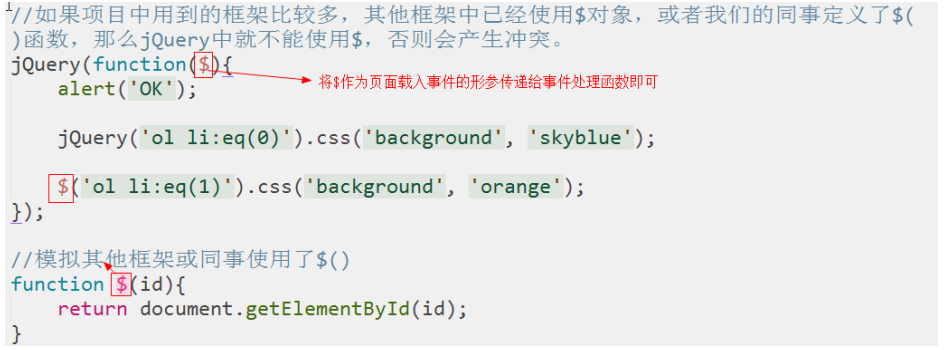 //如果项目中用到的框架比较多，其他框架中已经使用$对象，或者我们的同事定义了$(
)函数，那么jQuery中就不能使用$，否则会产生冲突。
jQuery(function($){
将$作为页面载入事件的形参传递给事件处理函数即可
alert('OK');
jQuery('ol li:eq(0)').css('background', 'skyblue');
$('ol li:eq(1)').css('background', 'orange');
});
//模拟其他框架或同事使用了$()
function $(id){
return document.getElementById(id);
}